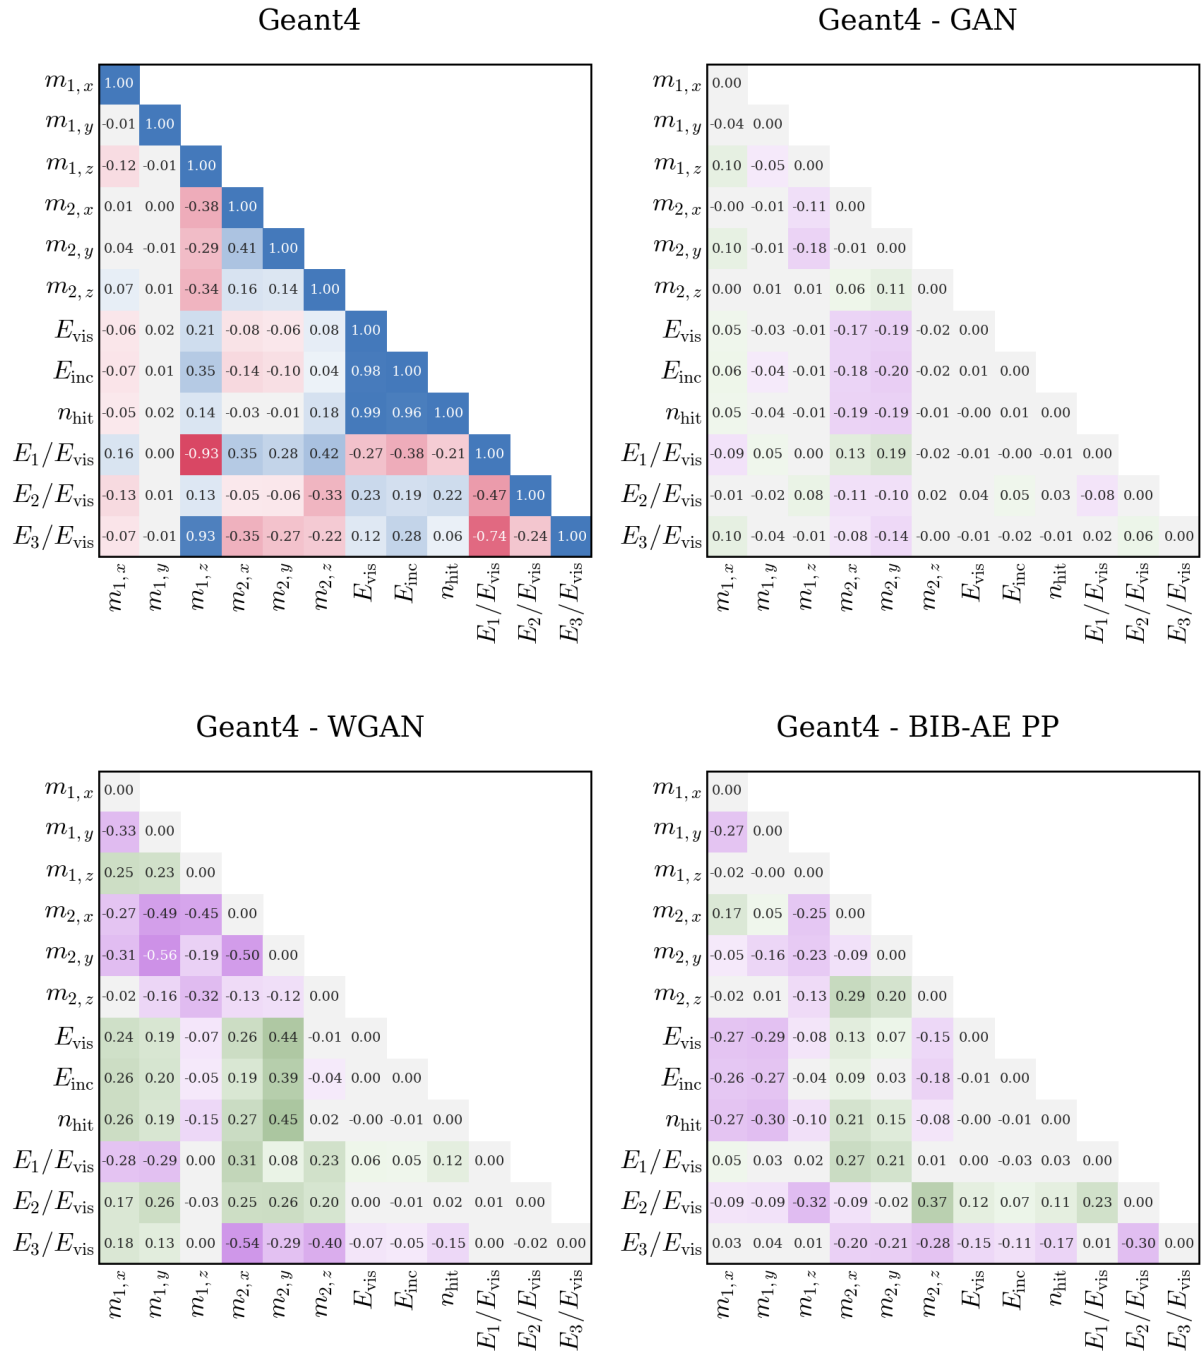 Geant4
m1,x 1.00
m1,y -0.01 1.00
m1,z -0.12 -0.01 1.00
m2,x 0.01 0.00 -0.38 1.00
m2,y 0.04 -0.01 -0.29 0.41 1.00
m2,z 0.07 0.01 -0.34 0.16 0.14 1.00
Evis -0.06 0.02 0.21 -0.08 -0.06 0.08 1.00
Einc -0.07 0.01 0.35 -0.14 -0.10 0.04 0.98 1.00
nhit -0.05 0.02 0.14 -0.03 -0.01 0.18 0.99 0.96 1.00
E1/Evis 0.16 0.00 -0.93 0.35 0.28 0.42 -0.27 -0.38 -0.21 1.00
E2/Evis -0.13 0.01 0.13 -0.05 -0.06 -0.33 0.23 0.19 0.22 -0.47 1.00
E3/Evis -0.07 -0.01 0.93 -0.35 -0.27 -0.22 0.12 0.28 0.06 -0.74 -0.24 1.00
m1,x m1,y m1,z m2,x m2,y m2,z Evis Einc nhit E1/Evis E2/Evis E3/Evis
Geant4 - GAN
m1,x 0.00
m1,y -0.04 0.00
m1,z 0.10 -0.05 0.00
m2,x -0.00 -0.01 -0.11 0.00
m2,y 0.10 -0.01 -0.18 -0.01 0.00
m2,z 0.00 0.01 0.01 0.06 0.11 0.00
Evis 0.05 -0.03 -0.01 -0.17 -0.19 -0.02 0.00
Einc 0.06 -0.04 -0.01 -0.18 -0.20 -0.02 0.01 0.00
nhit 0.05 -0.04 -0.01 -0.19 -0.19 -0.01 -0.00 0.01 0.00
E1/Evis -0.09 0.05 0.00 0.13 0.19 -0.02 -0.01 -0.00 -0.01 0.00
E2/Evis -0.01 -0.02 0.08 -0.11 -0.10 0.02 0.04 0.05 0.03 -0.08 0.00
E3/Evis 0.10 -0.04 -0.01 -0.08 -0.14 -0.00 -0.01 -0.02 -0.01 0.02 0.06 0.00
m1,x m1,y m1,z m2,x m2,y m2,z Evis Einc nhit E1/Evis E2/Evis E3/Evis
Geant4 - WGAN
m1,x 0.00
m1,y -0.33 0.00
m1,z 0.25 0.23 0.00
m2,x -0.27 -0.49 -0.45 0.00
m2,y -0.31 -0.56 -0.19 -0.50 0.00
m2,z -0.02 -0.16 -0.32 -0.13 -0.12 0.00
Evis 0.24 0.19 -0.07 0.26 0.44 -0.01 0.00
Einc 0.26 0.20 -0.05 0.19 0.39 -0.04 0.00 0.00
nhit 0.26 0.19 -0.15 0.27 0.45 0.02 -0.00 -0.01 0.00
E1/Evis -0.28 -0.29 0.00 0.31 0.08 0.23 0.06 0.05 0.12 0.00
E2/Evis 0.17 0.26 -0.03 0.25 0.26 0.20 0.00 -0.01 0.02 0.01 0.00
E3/Evis 0.18 0.13 0.00 -0.54 -0.29 -0.40 -0.07 -0.05 -0.15 0.00 -0.02 0.00
m1,x m1,y m1,z m2,x m2,y m2,z Evis Einc nhit E1/Evis E2/Evis E3/Evis
Geant4 - BIB-AE PP
m1,x 0.00
m1,y -0.27 0.00
m1,z -0.02 -0.00 0.00
m2,x 0.17 0.05 -0.25 0.00
m2,y -0.05 -0.16 -0.23 -0.09 0.00
m2,z -0.02 0.01 -0.13 0.29 0.20 0.00
Evis -0.27 -0.29 -0.08 0.13 0.07 -0.15 0.00
Einc -0.26 -0.27 -0.04 0.09 0.03 -0.18 -0.01 0.00
nhit -0.27 -0.30 -0.10 0.21 0.15 -0.08 -0.00 -0.01 0.00
E1/Evis 0.05 0.03 0.02 0.27 0.21 0.01 0.00 -0.03 0.03 0.00
E2/Evis -0.09 -0.09 -0.32 -0.09 -0.02 0.37 0.12 0.07 0.11 0.23 0.00
E3/Evis 0.03 0.04 0.01 -0.20 -0.21 -0.28 -0.15 -0.11 -0.17 0.01 -0.30 0.00
m1,x m1,y m1,z m2,x m2,y m2,z Evis Einc nhit E1/Evis E2/Evis E3/Evis